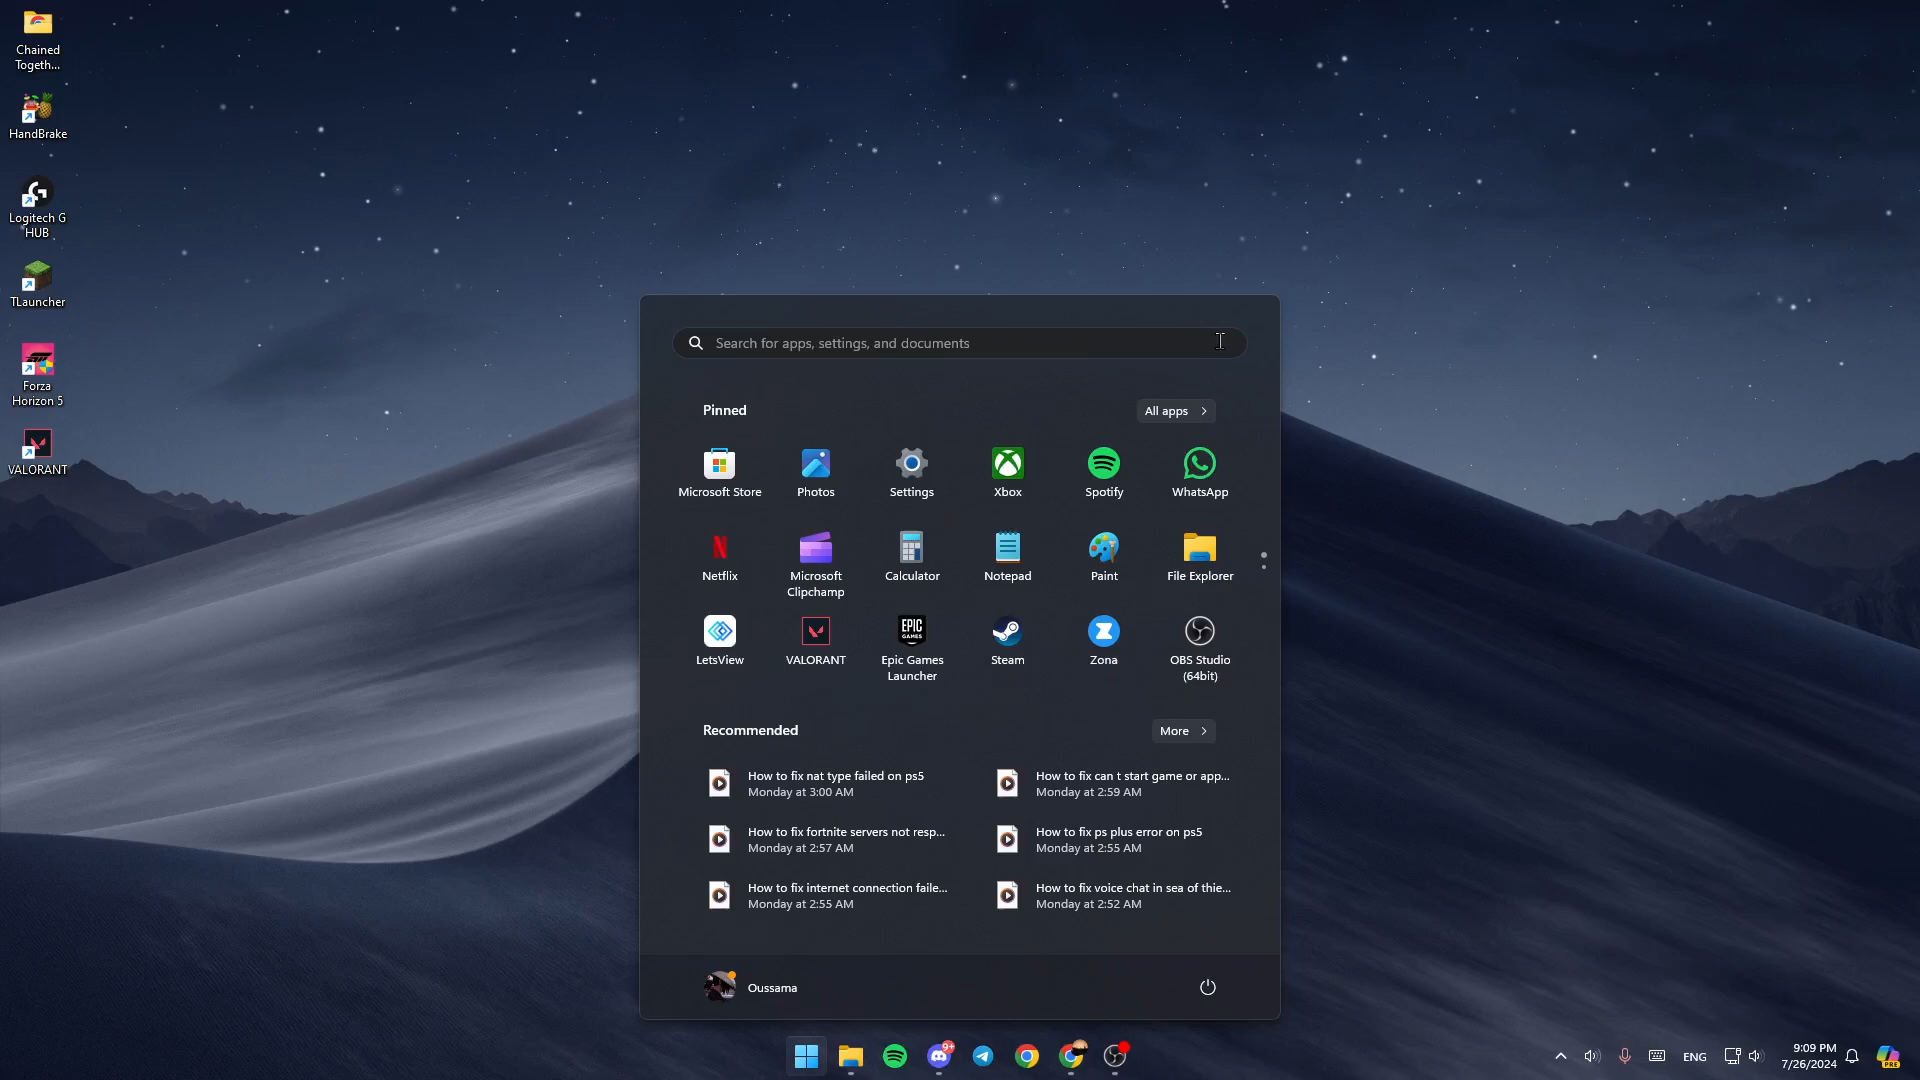 Chained
Togeth...
HandBrake
Logitech G
HUB
TLauncher
Forza
Horizon 5
VALORANT
Search for apps, settings, and documents
Pinned
All apps
Microsoft Store
Photos
Settings
Xbox
Spotify
WhatsApp
Netflix
Microsoft
Clipchamp
Calculator
Notepad
Paint
File Explorer
LetsView
VALORANT
EPIC
GAMES
Epic Games
Launcher
Steam
Zona
OBS Studio
(64bit)
Recommended
More
How to fix nat type failed on ps5
Monday at 3:00 AM
How to fix can t start game or app...
Monday at 2:59 AM
How to fix fortnite servers not resp...
Monday at 2:57 AM
How to fix ps plus error on ps5
Monday at 2:55 AM
How to fix internet connection faile...
Monday at 2:55 AM
How to fix voice chat in sea of thie...
Monday at 2:52 AM
Oussama
9+
ENG
9:09 PM
7/26/2024
PRE